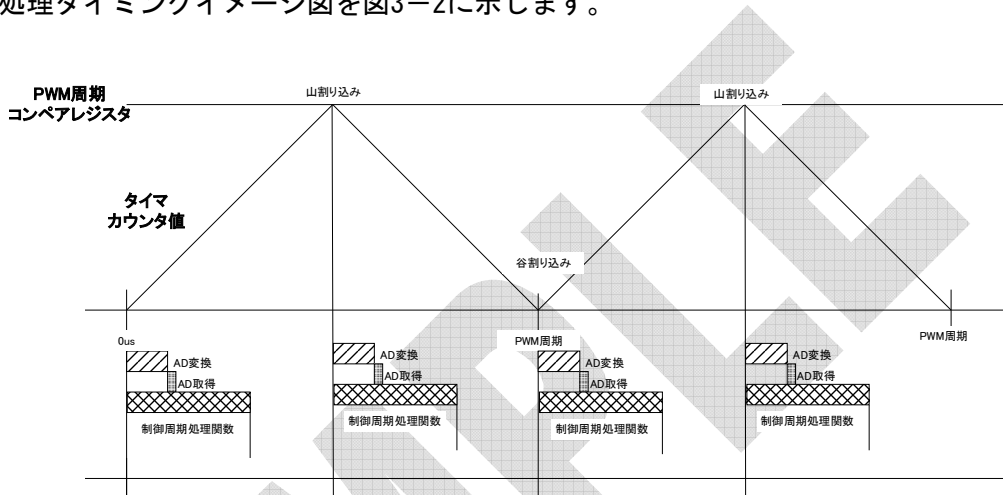 処理タイミングイメージ図を図3－2に示します。
PWM周期
コンペアレジスタ
山割り込み
山割り込み
タイマ
カウンタ値
谷割り込み
0us
PWM周期
PWM周期
AD変換
AD取得
制御周期処理関数
AD変換
AD取得
制御周期処理関数
AD変換
AD取得
制御周期処理関数
AD変換
AD取得
制御周期処理関数